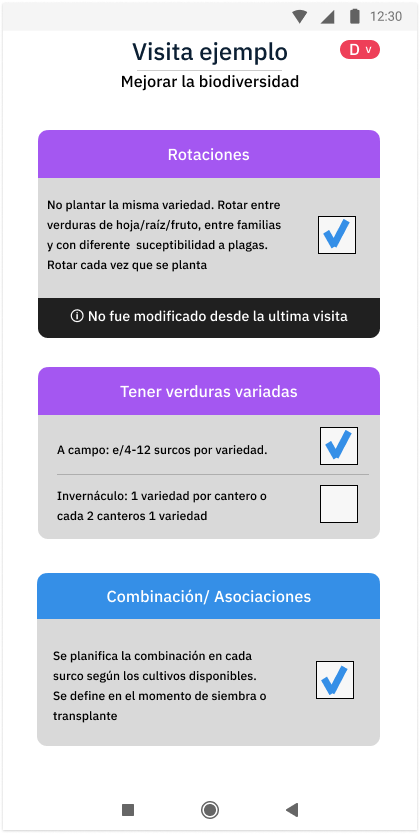 12:30
Visita ejemplo
D v
Mejorar la biodiversidad
Rotaciones
No plantar la misma variedad. Rotar entre
verduras de hoja/raíz/fruto, entre familias
y con diferente  suceptibilidad a plagas.
Rotar cada vez que se planta
No fue modificado desde la ultima visita
Tener verduras variadas
A campo: e/4-12 surcos por variedad.
Invernáculo: 1 variedad por cantero o
cada 2 canteros 1 variedad
Combinación/ Asociaciones
Se planifica la combinación en cada
surco según los cultivos disponibles.
Se define en el momento de siembra o
transplante